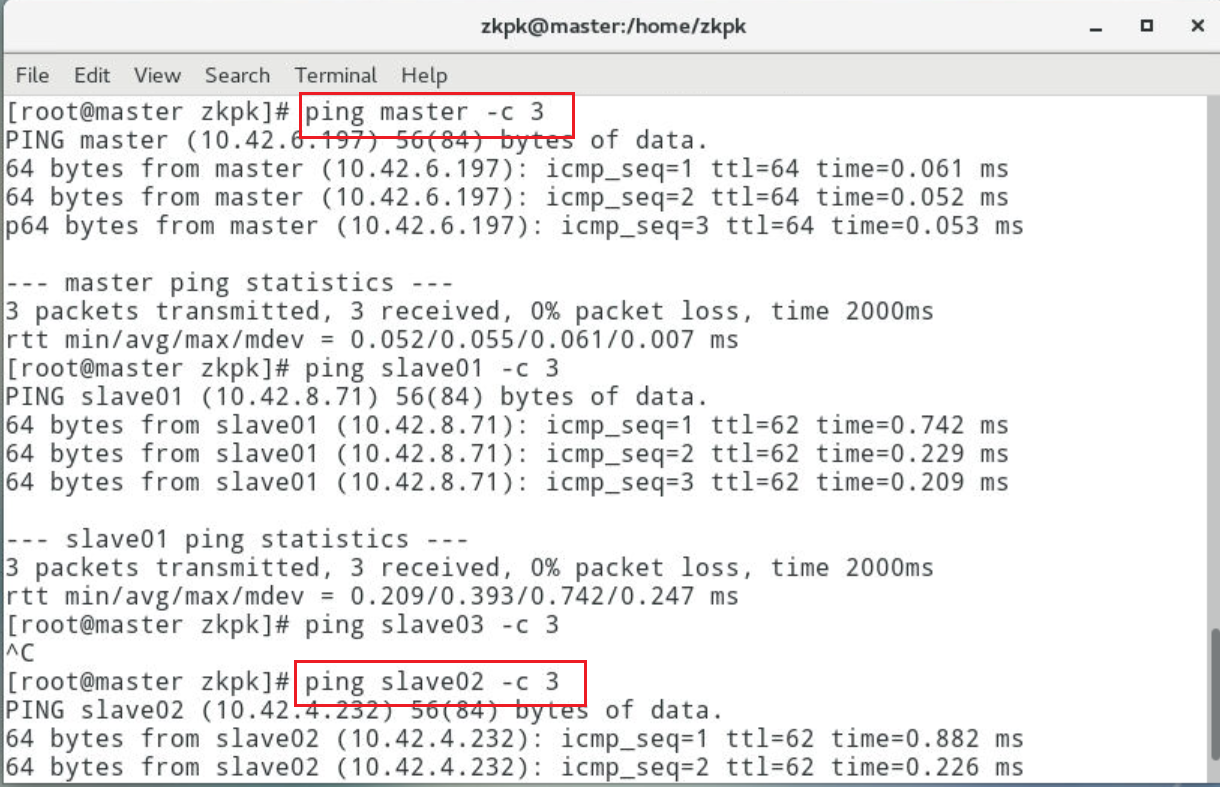 zkpk@master:/home/zkpk
File Edit View Search Terminal Help
[root@master zkpk]# ping master -c 3
PING master (10.42.6.197) 56(84) bytes of data.
64 bytes from master (10.42.6.197): icmp_seq=1 ttl=64 time=0.061 ms
64 bytes from master (10.42.6.197): icmp_seq=2 ttl=64 time=0.052 ms
p64 bytes from master (10.42.6.197): icmp_seq=3 ttl=64 time=0.053 ms
--- master ping statistics ---
3 packets transmitted, 3 received, 0% packet loss, time 2000ms
rtt min/avg/max/mdev = 0.052/0.055/0.061/0.007 ms
[root@master zkpk]# ping slave01 -c 3
PING slave01 (10.42.8.71) 56(84) bytes of data.
64 bytes from slave01 (10.42.8.71): icmp_seq=1 ttl=62 time=0.742 ms
64 bytes from slave01 (10.42.8.71): icmp_seq=2 ttl=62 time=0.229 ms
64 bytes from slave01 (10.42.8.71): icmp_seq=3 ttl=62 time=0.209 ms
--- slave01 ping statistics ---
3 packets transmitted, 3 received, 0% packet loss, time 2000ms
rtt min/avg/max/mdev = 0.209/0.393/0.742/0.247 ms
[root@master zkpk]# ping slave03 -c 3
^C
[root@master zkpk]# ping slave02 -c 3
PING slave02 (10.42.4.232) 56(84) bytes of data.
64 bytes from slave02 (10.42.4.232): icmp_seq=1 ttl=62 time=0.882 ms
64 bytes from slave02 (10.42.4.232): icmp_seq=2 ttl=62 time=0.226 ms